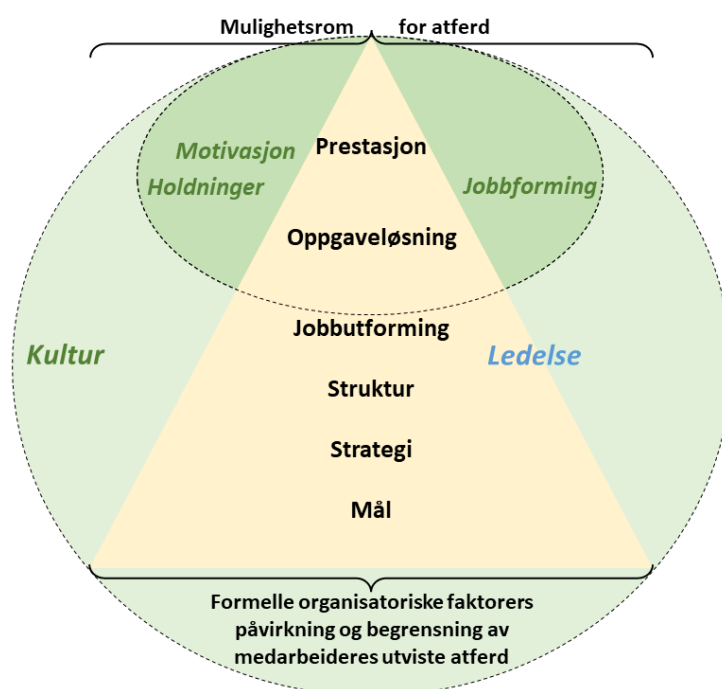 Mulighetsrom for atferd
Prestasjon
Motivasjon
Holdninger
Jobbforming
Oppgaveløsning
Jobbutforming
Kultur
Ledelse
Struktur
Strategi
Mål
Formelle organisatoriske faktorers
påvirkning og begrensning av
medarbeideres utviste atferd